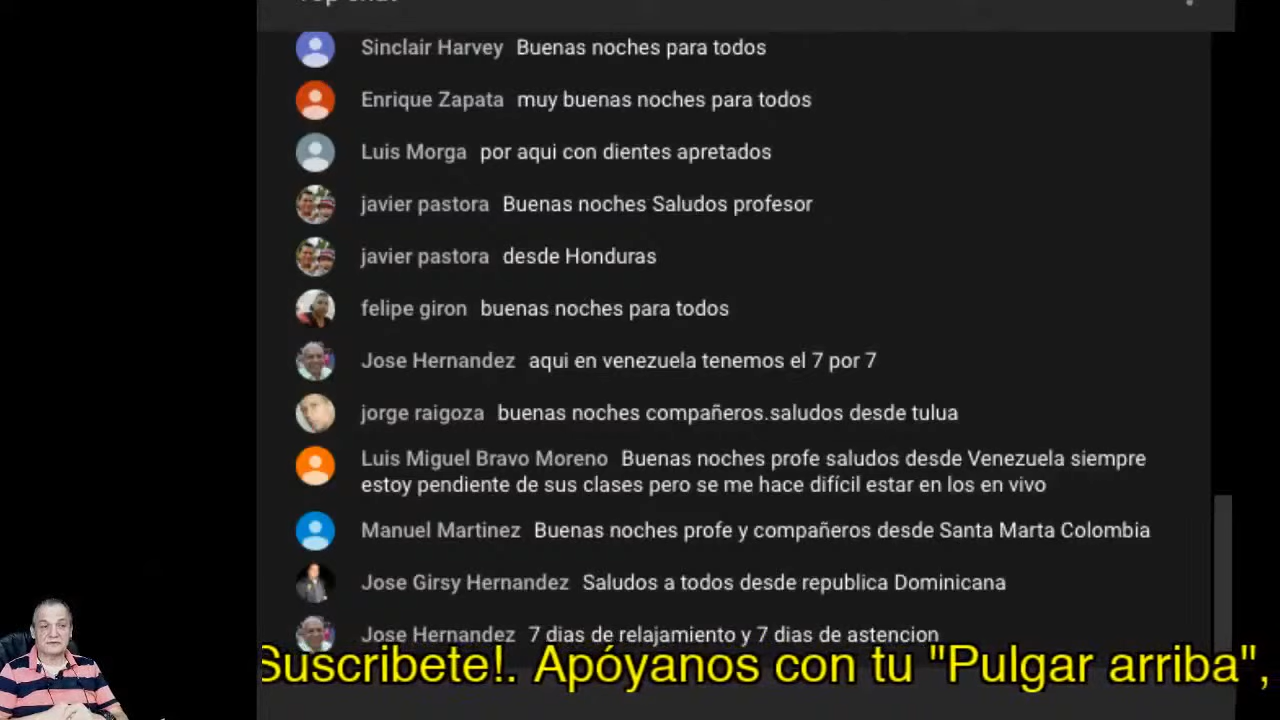 Top chat
Sinclair Harvey Buenas noches para todos
Enrique Zapata muy buenas noches para todos
Luis Morga por aqui con dientes apretados
javier pastora Buenas noches Saludos profesor
javier pastora desde Honduras
felipe giron buenas noches para todos
Jose Hernandez aqui en venezuela tenemos el 7 por 7
jorge raigoza buenas noches compañeros.saludos desde tulua
Luis Miguel Bravo Moreno Buenas noches profe saludos desde Venezuela siempre
estoy pendiente de sus clases pero se me hace difícil estar en los en vivo
Manuel Martinez Buenas noches profe y compañeros desde Santa Marta Colombia
Jose Girsy Hernandez Saludos a todos desde republica Dominicana
Jose Hernandez 7 dias de relajamiento y 7 dias de astencion
Suscribete!. Apóyanos con tu "Pulgar arriba",